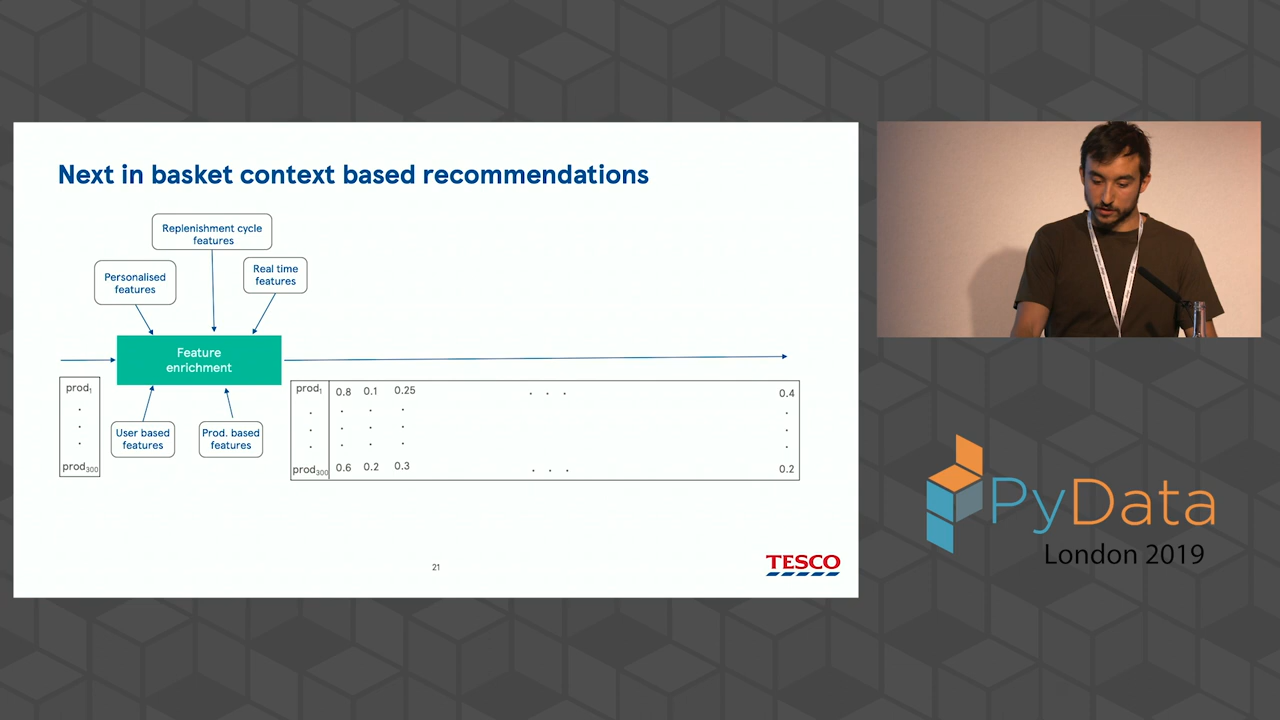 Next in basket context based recommendations
Replenishment cycle
features
Personalised
features
Real time
features
Feature
enrichment
prod1
prod300
User based
features
Prod. based
features
prod1 0.8 0.1 0.25 . . . 0.4
prod300 0.6 0.2 0.3 . . . 0.2
21
TESCO
PyData
London 2019